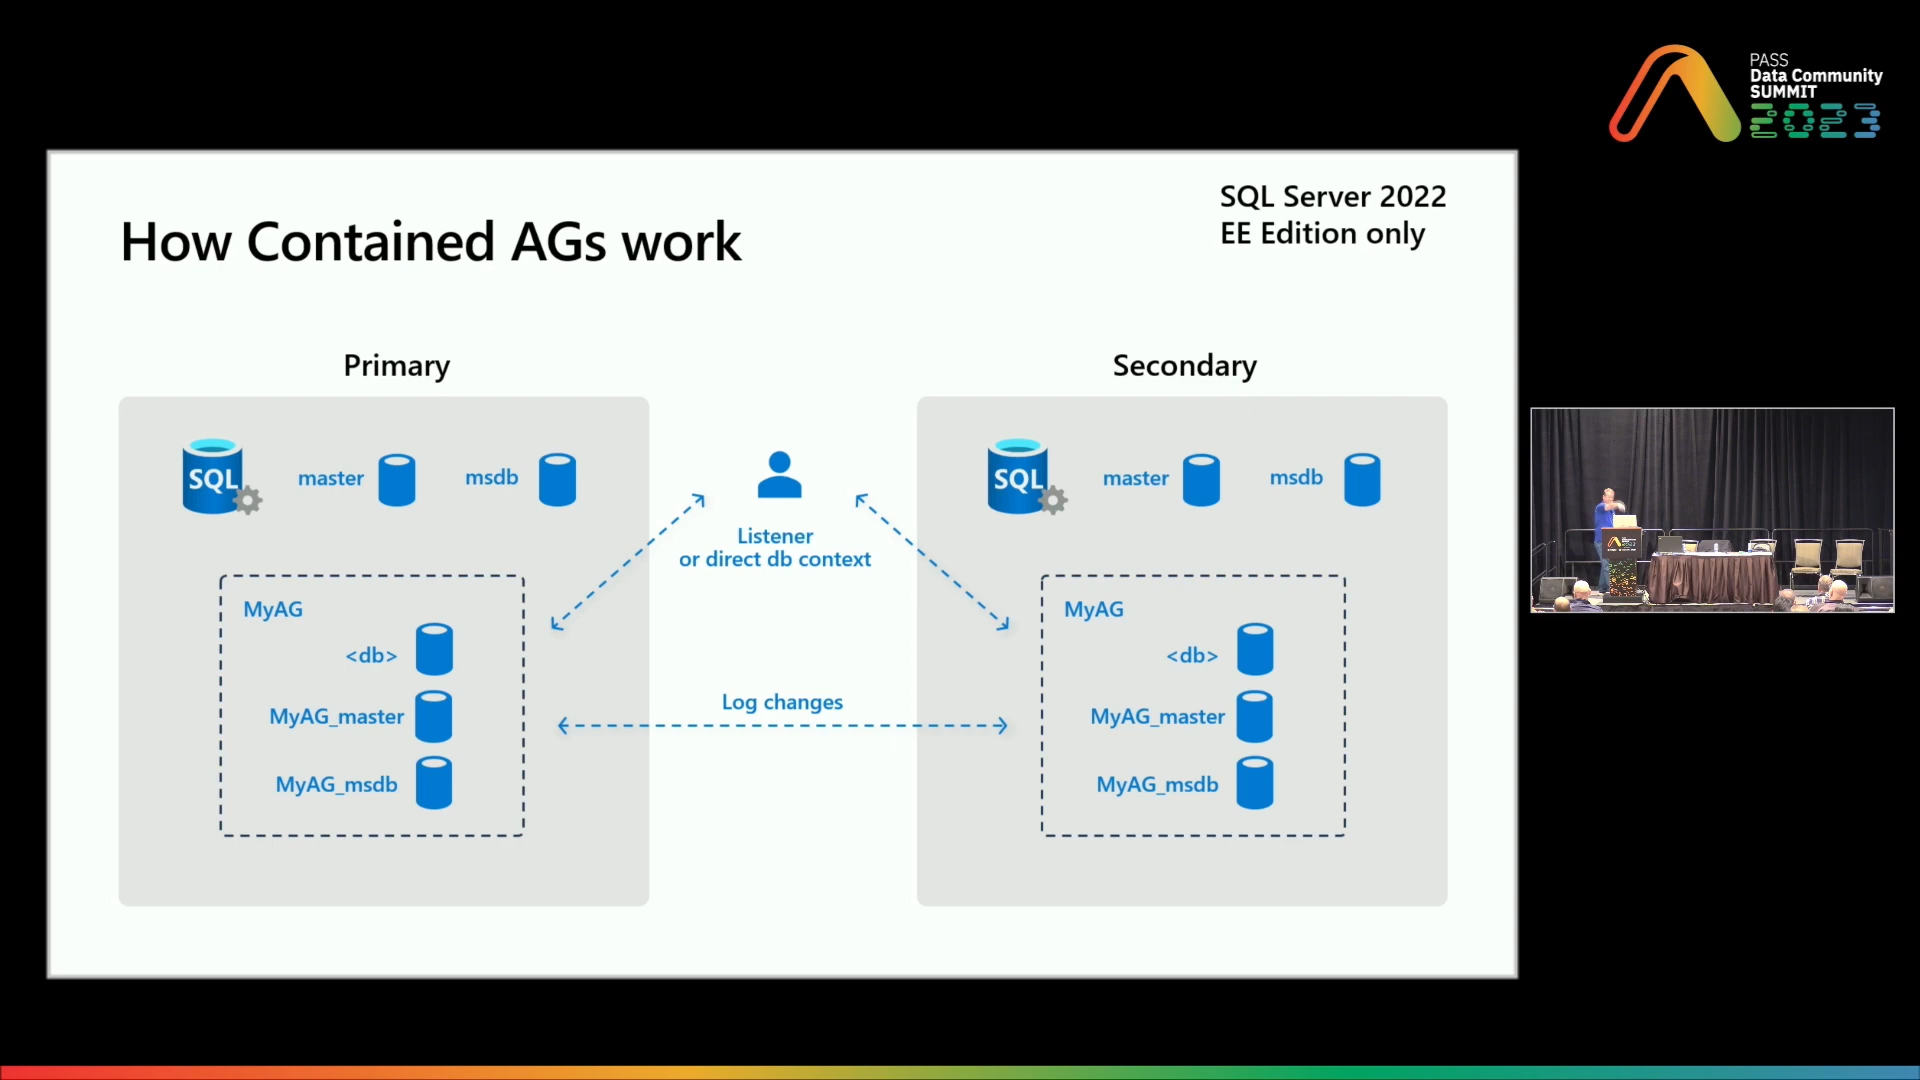 PASS
Data Community
SUMMIT
2023
SQL Server 2022
EE Edition only
How Contained AGs work
Primary
Secondary
SQL
master
msdb
SQL
master
msdb
Listener
or direct db context
MyAG
<db>
MyAG_master
MyAG_msdb
Log changes
MyAG
<db>
MyAG_master
MyAG_msdb